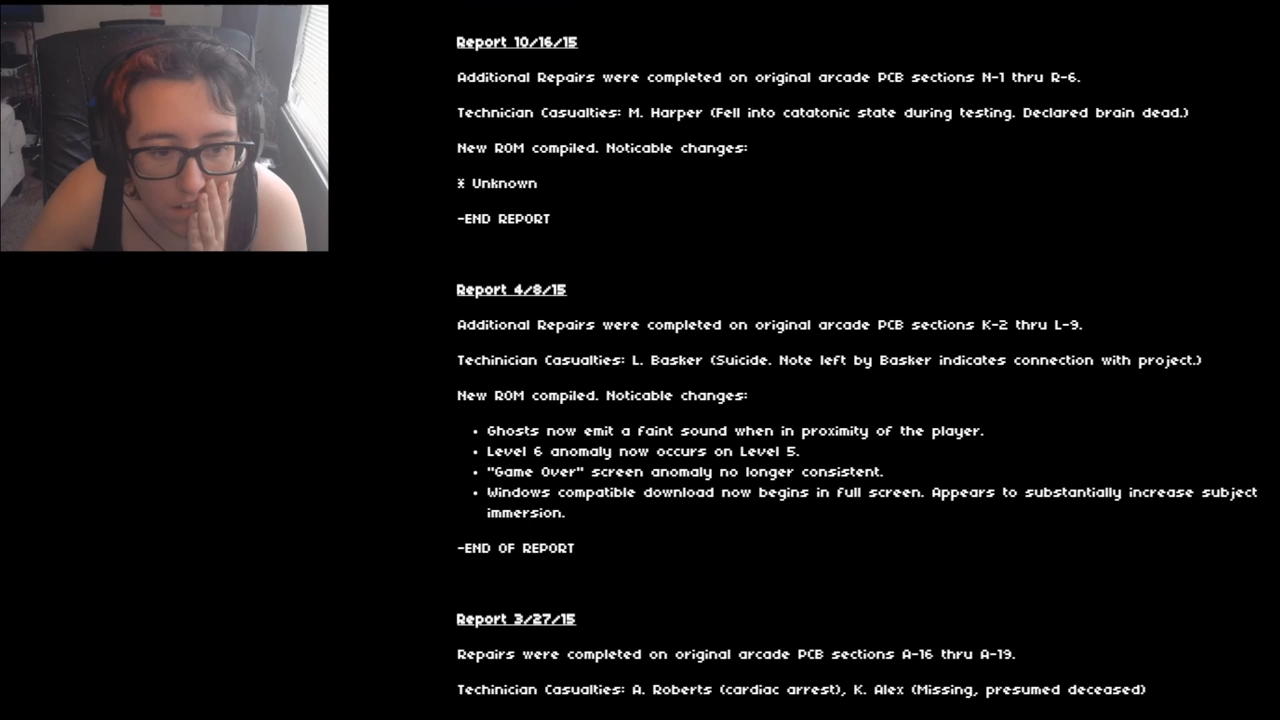 Report 10/16/15
Additional Repairs were completed on original arcade PCB sections N-1 thru R-6.
Technician Casualties: M. Harper (Fell into catatonic state during testing. Declared brain dead.)
New ROM compiled. Noticable changes:
* Unknown
-END REPORT
Report 4/8/15
Additional Repairs were completed on original arcade PCB sections K-2 thru L-9.
Techinician Casualties: L. Basker (Suicide. Note left by Basker indicates connection with project.)
New ROM compiled. Noticable changes:
• Ghosts now emit a faint sound when in proximity of the player.
• Level 6 anomaly now occurs on Level 5.
• "Game Over" screen anomaly no longer consistent.
• Windows compatible download now begins in full screen. Appears to substantially increase subject
immersion.
-END OF REPORT
Report 3/27/15
Repairs were completed on original arcade PCB sections A-16 thru A-19.
Techinician Casualties: A. Roberts (cardiac arrest), K. Alex (Missing, presumed deceased)